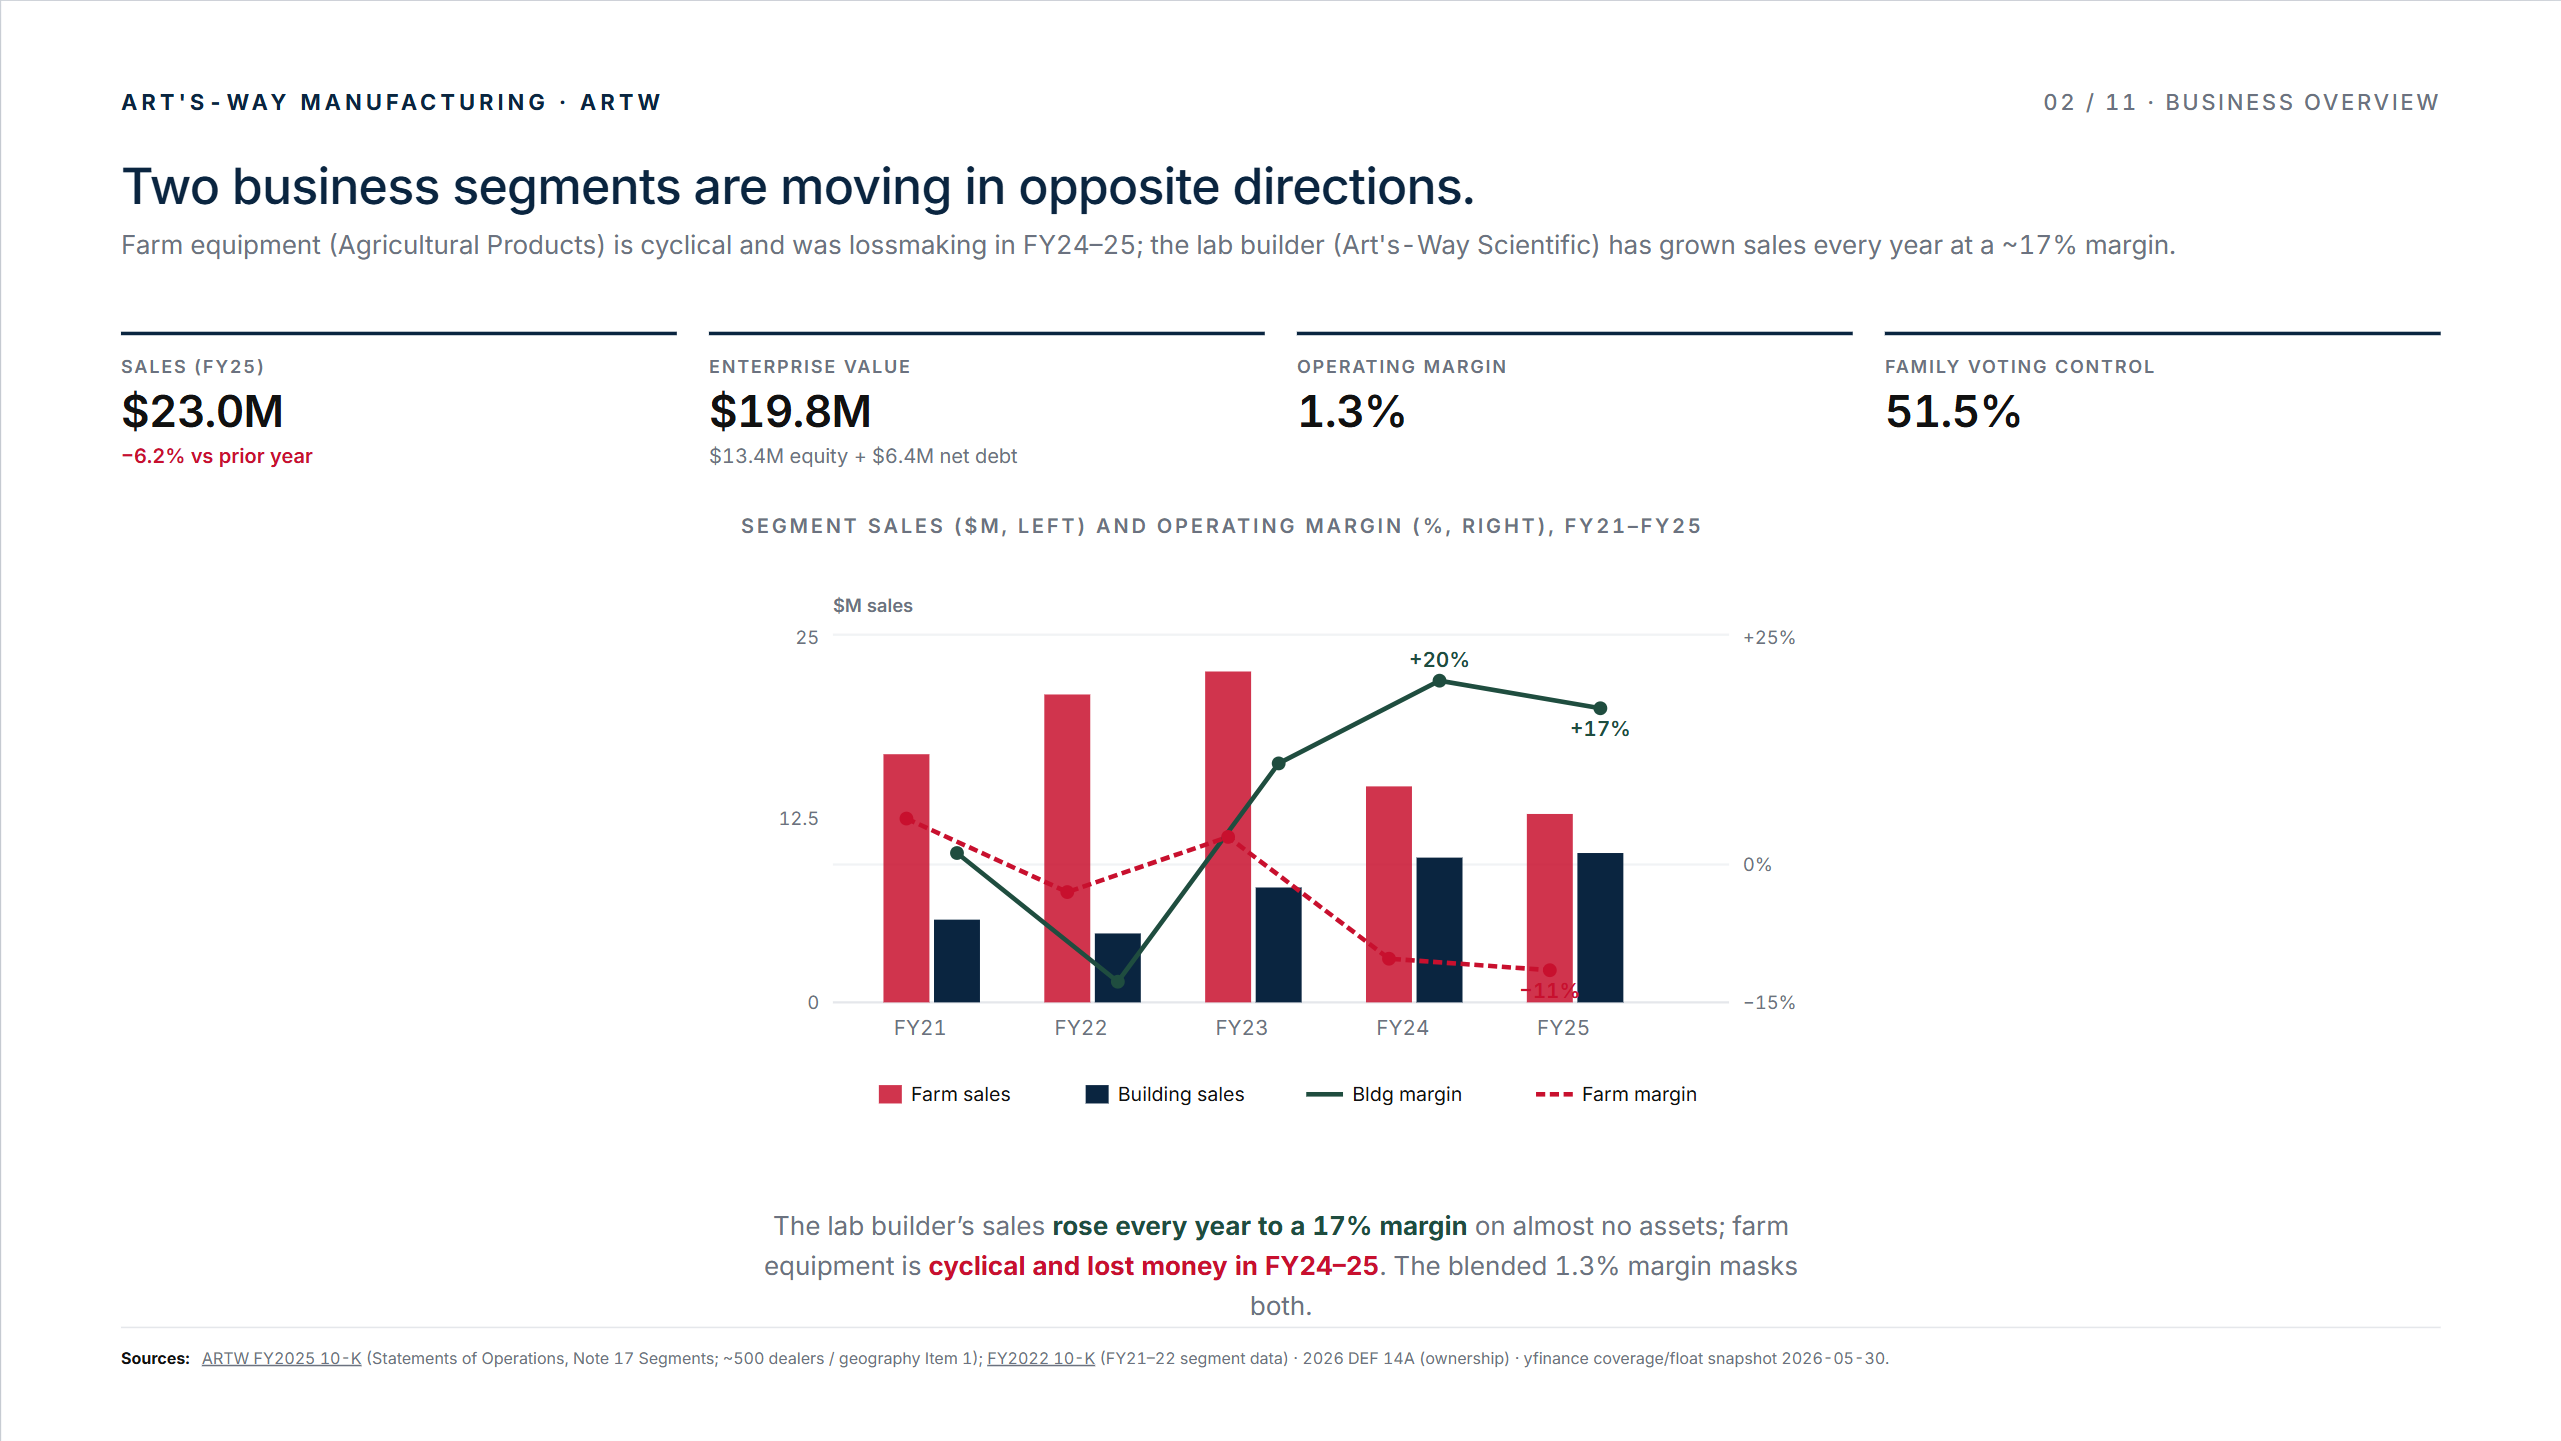 ART'S-WAY MANUFACTURING · ARTW
02 / 11 · BUSINESS OVERVIEW
Two business segments are moving in opposite directions.
Farm equipment (Agricultural Products) is cyclical and was lossmaking in FY24–25; the lab builder (Art's-Way Scientific) has grown sales every year at a ~17% margin.
SALES (FY25)
$23.0M
−6.2% vs prior year
ENTERPRISE VALUE
$19.8M
$13.4M equity + $6.4M net debt
OPERATING MARGIN
1.3%
FAMILY VOTING CONTROL
51.5%
SEGMENT SALES ($M, LEFT) AND OPERATING MARGIN (%, RIGHT), FY21–FY25
$M sales
25
+25%
+20%
+17%
12.5
0%
−11%
0
−15%
FY21
FY22
FY23
FY24
FY25
Farm sales
Building sales
Bldg margin
Farm margin
The lab builder’s sales rose every year to a 17% margin on almost no assets; farm
equipment is cyclical and lost money in FY24–25. The blended 1.3% margin masks
both.
Sources: ARTW FY2025 10-K (Statements of Operations, Note 17 Segments; ~500 dealers / geography Item 1); FY2022 10-K (FY21–22 segment data) · 2026 DEF 14A (ownership) · yfinance coverage/float snapshot 2026-05-30.